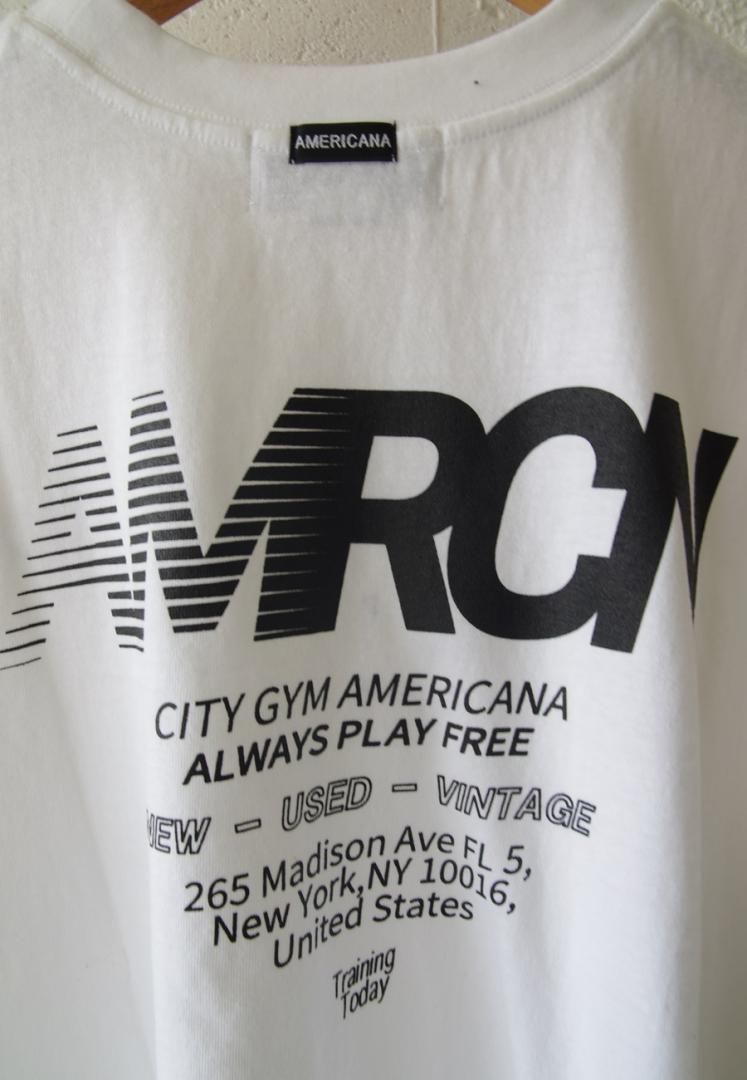 AMERICANA
AMRCN
CITY GYM AMERICANA
ALWAYS PLAY FREE
NEW - USED - VINTAGE
265 Madison Ave FL 5,
New York,NY 10016,
United States
Training
Today